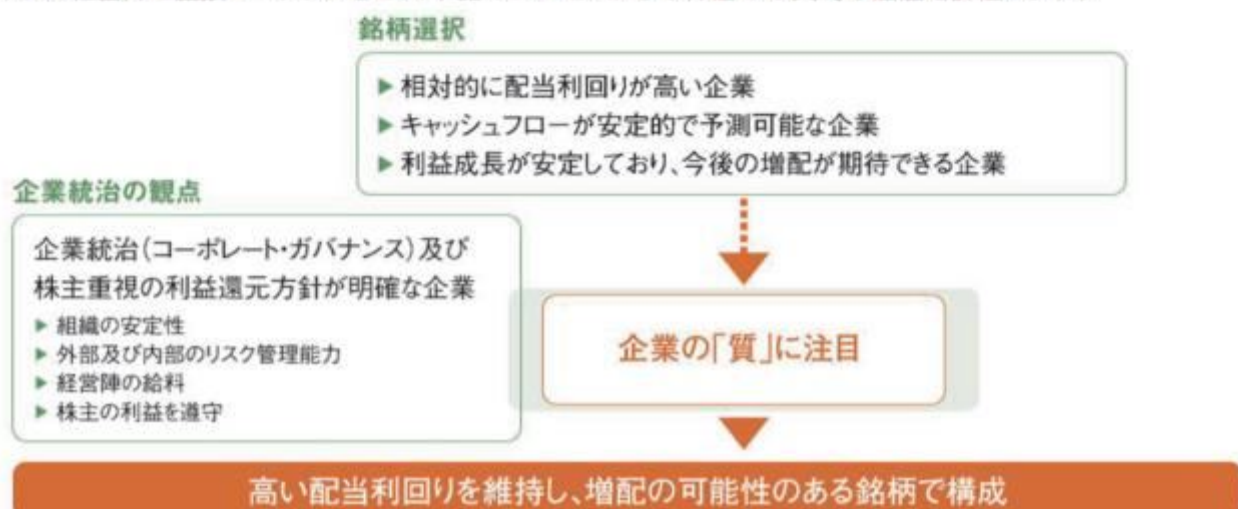 銘柄選択
▶ 相対的に配当利回りが高い企業
▶ キャッシュフローが安定的で予測可能な企業
▶ 利益成長が安定しており、今後の増配が期待できる企業
企業統治の観点
企業統治(コーポレート・ガバナンス)及び
株主重視の利益還元方針が明確な企業
▶ 組織の安定性
▶ 外部及び内部のリスク管理能力
▶ 経営陣の給料
▶ 株主の利益を遵守
企業の「質」に注目
高い配当利回りを維持し、増配の可能性のある銘柄で構成